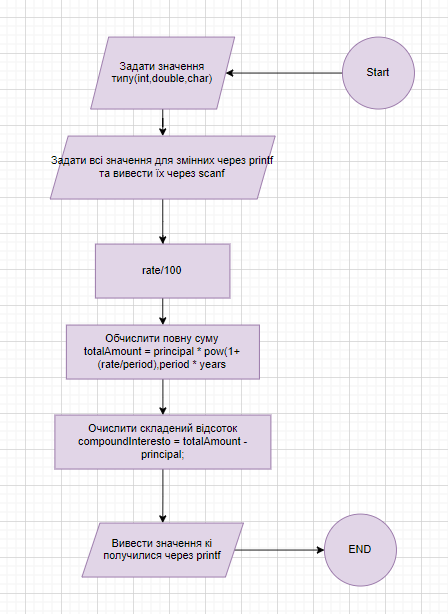 Start
Задати значення
типу(int,double,char)
Задати всі значення для змінних через printf
та вивести їх через scanf
rate/100
Обчислити повну суму
totalAmount = principal * pow(1+
(rate/period),period * years
Очислити складений відсоток
compoundInteresto = totalAmount -
principal;
Вивести значення кі
получилися через printf
END